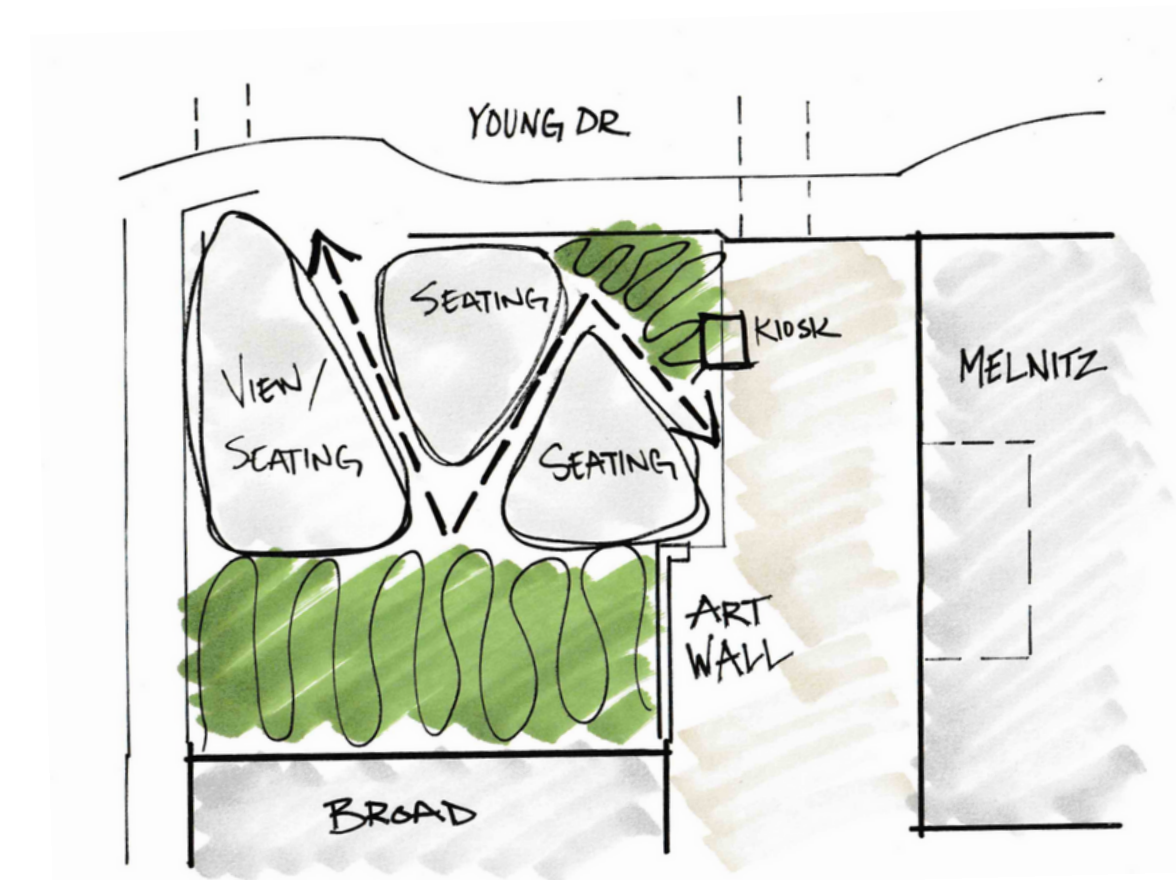 YOUNG DR.
SEATING
KIOSK
VIEW/
SEATING
MELNITZ
SEATING
ART
WALL
BROAD